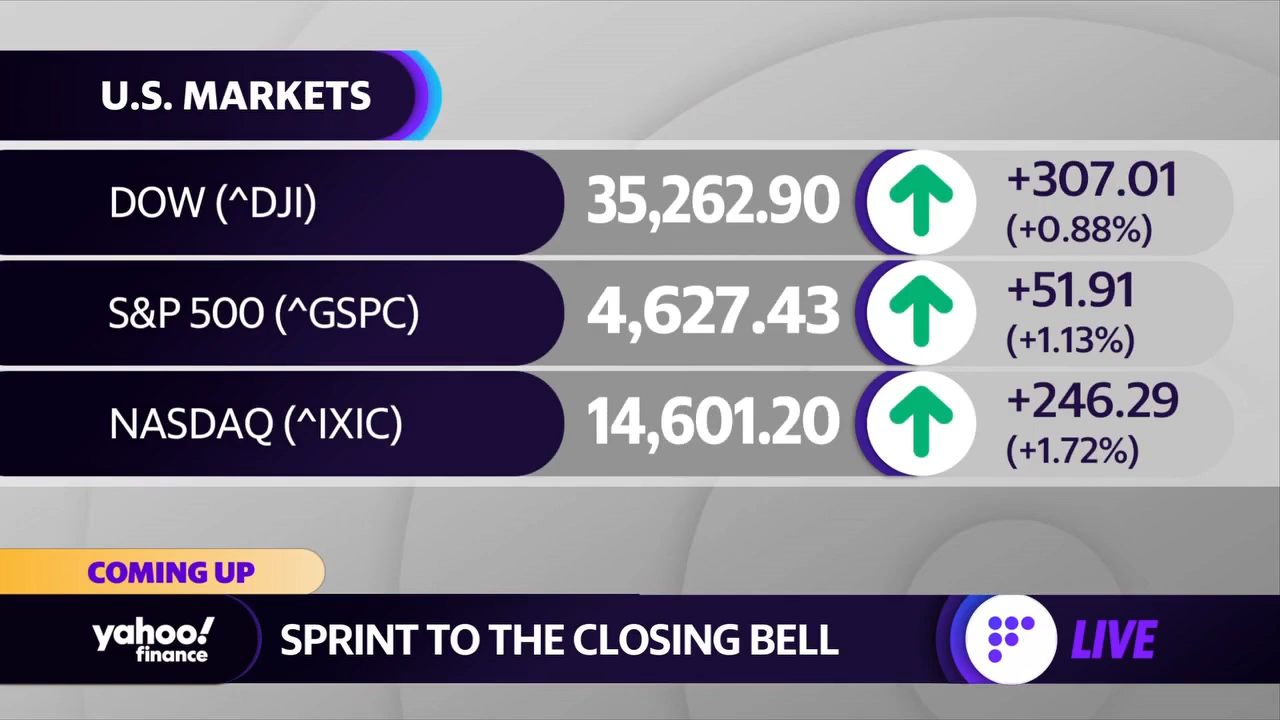 U.S. MARKETS
DOW (^DJI) 35,262.90 +307.01
(+0.88%)
S&P 500 (^GSPC) 4,627.43 +51.91
(+1.13%)
NASDAQ (^IXIC) 14,601.20 +246.29
(+1.72%)
COMING UP
yahoo!
finance
SPRINT TO THE CLOSING BELL
LIVE